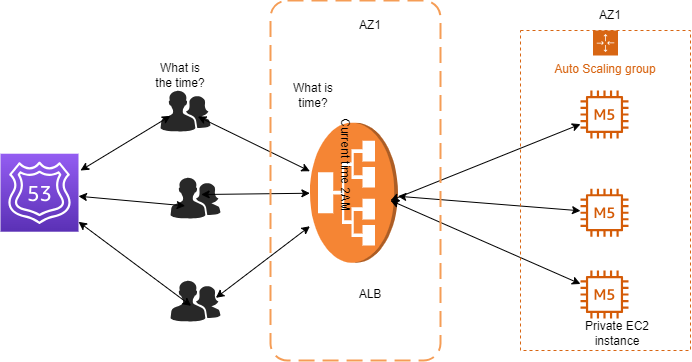 AZ1
AZ1
What is
the time?
Auto Scaling group
What is
time?
Current time 2AM
M5
53
M5
M5
ALB
Private EC2
instance